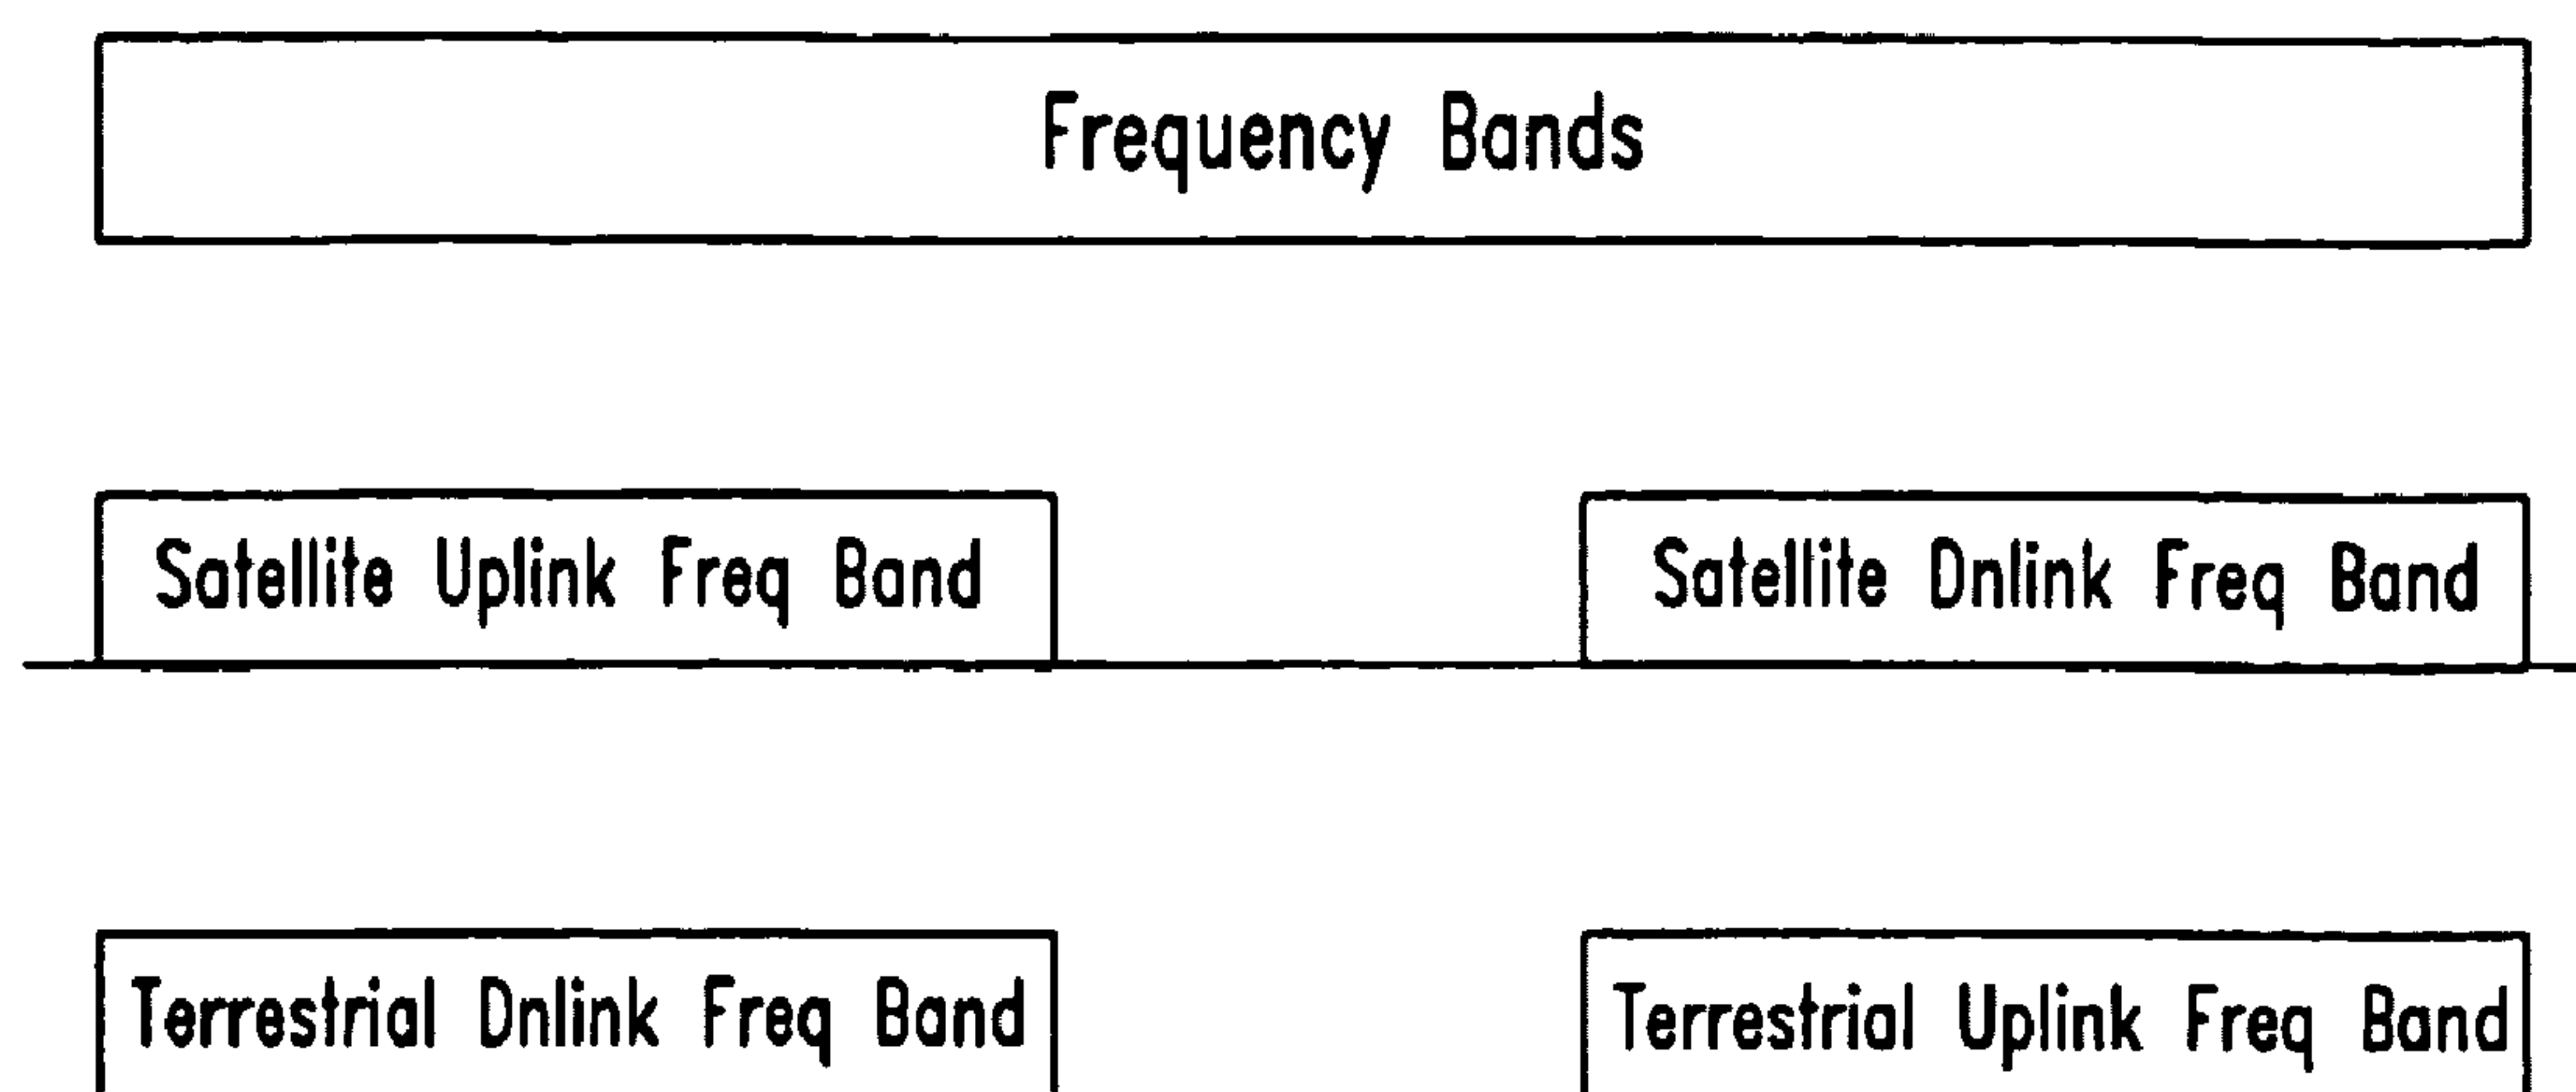 Frequency Bands
Satellite Uplink Freq Band
Satellite Dnlink Freq Band
Terrestrial Dnlink Freq Band
Terrestrial Uplink Freq Band